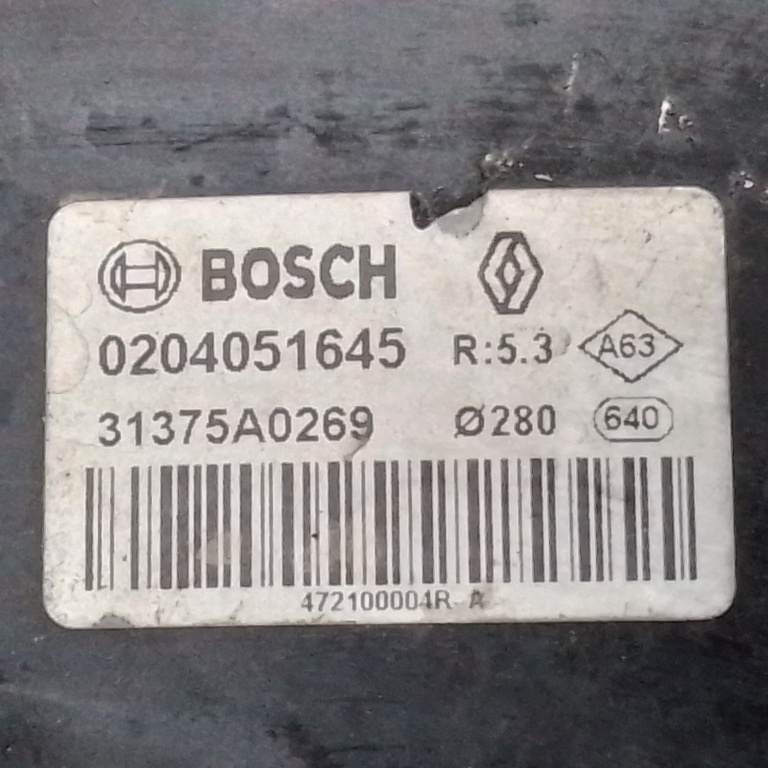 BOSCH
0204051645 R:5.3 A63
31375A0269 Ø280 640
472100004R-A